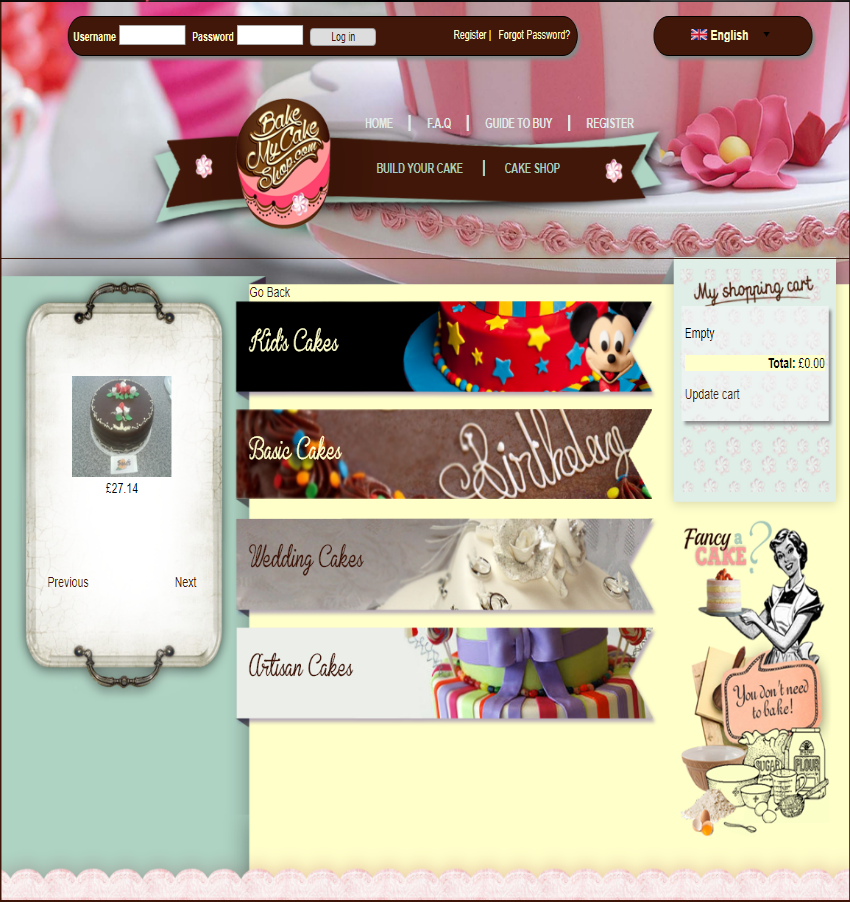 Username Password Log in Register | Forgot Password? English
Bake
My Cake
Shop.com
HOME | F.A.Q | GUIDE TO BUY | REGISTER
BUILD YOUR CAKE | CAKE SHOP
Go Back
Kid's Cakes
Basic Cakes
Birthday
Wedding Cakes
Artisan Cakes
£27.14
Previous Next
My shopping cart
Empty
Total: £0.00
Update cart
Fancy a
CAKE?
You don't need
to bake!
SUGAR
FLOUR